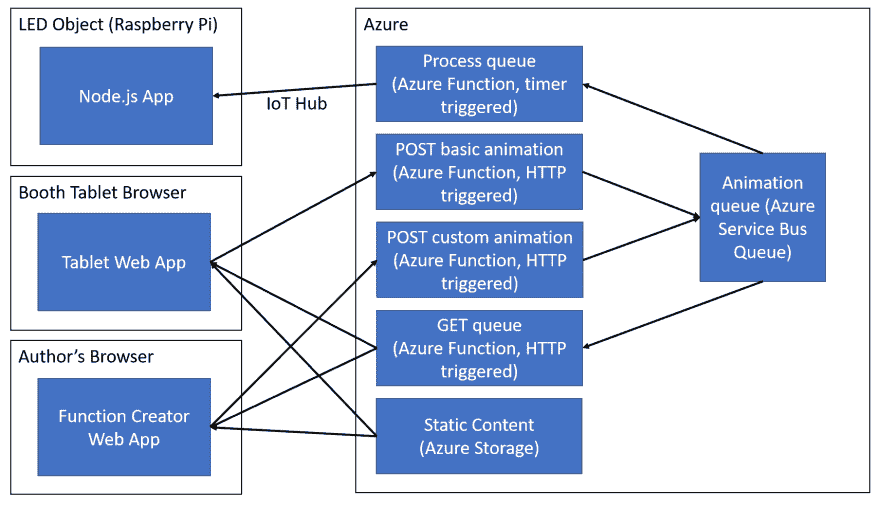 LED Object (Raspberry Pi)
Node.js App
IoT Hub
Booth Tablet Browser
Tablet Web App
Author's Browser
Function Creator
Web App
Azure
Process queue
(Azure Function, timer
triggered)
POST basic animation
(Azure Function, HTTP
triggered)
POST custom animation
(Azure Function, HTTP
triggered)
GET queue
(Azure Function, HTTP
triggered)
Static Content
(Azure Storage)
Animation
queue (Azure
Service Bus
Queue)